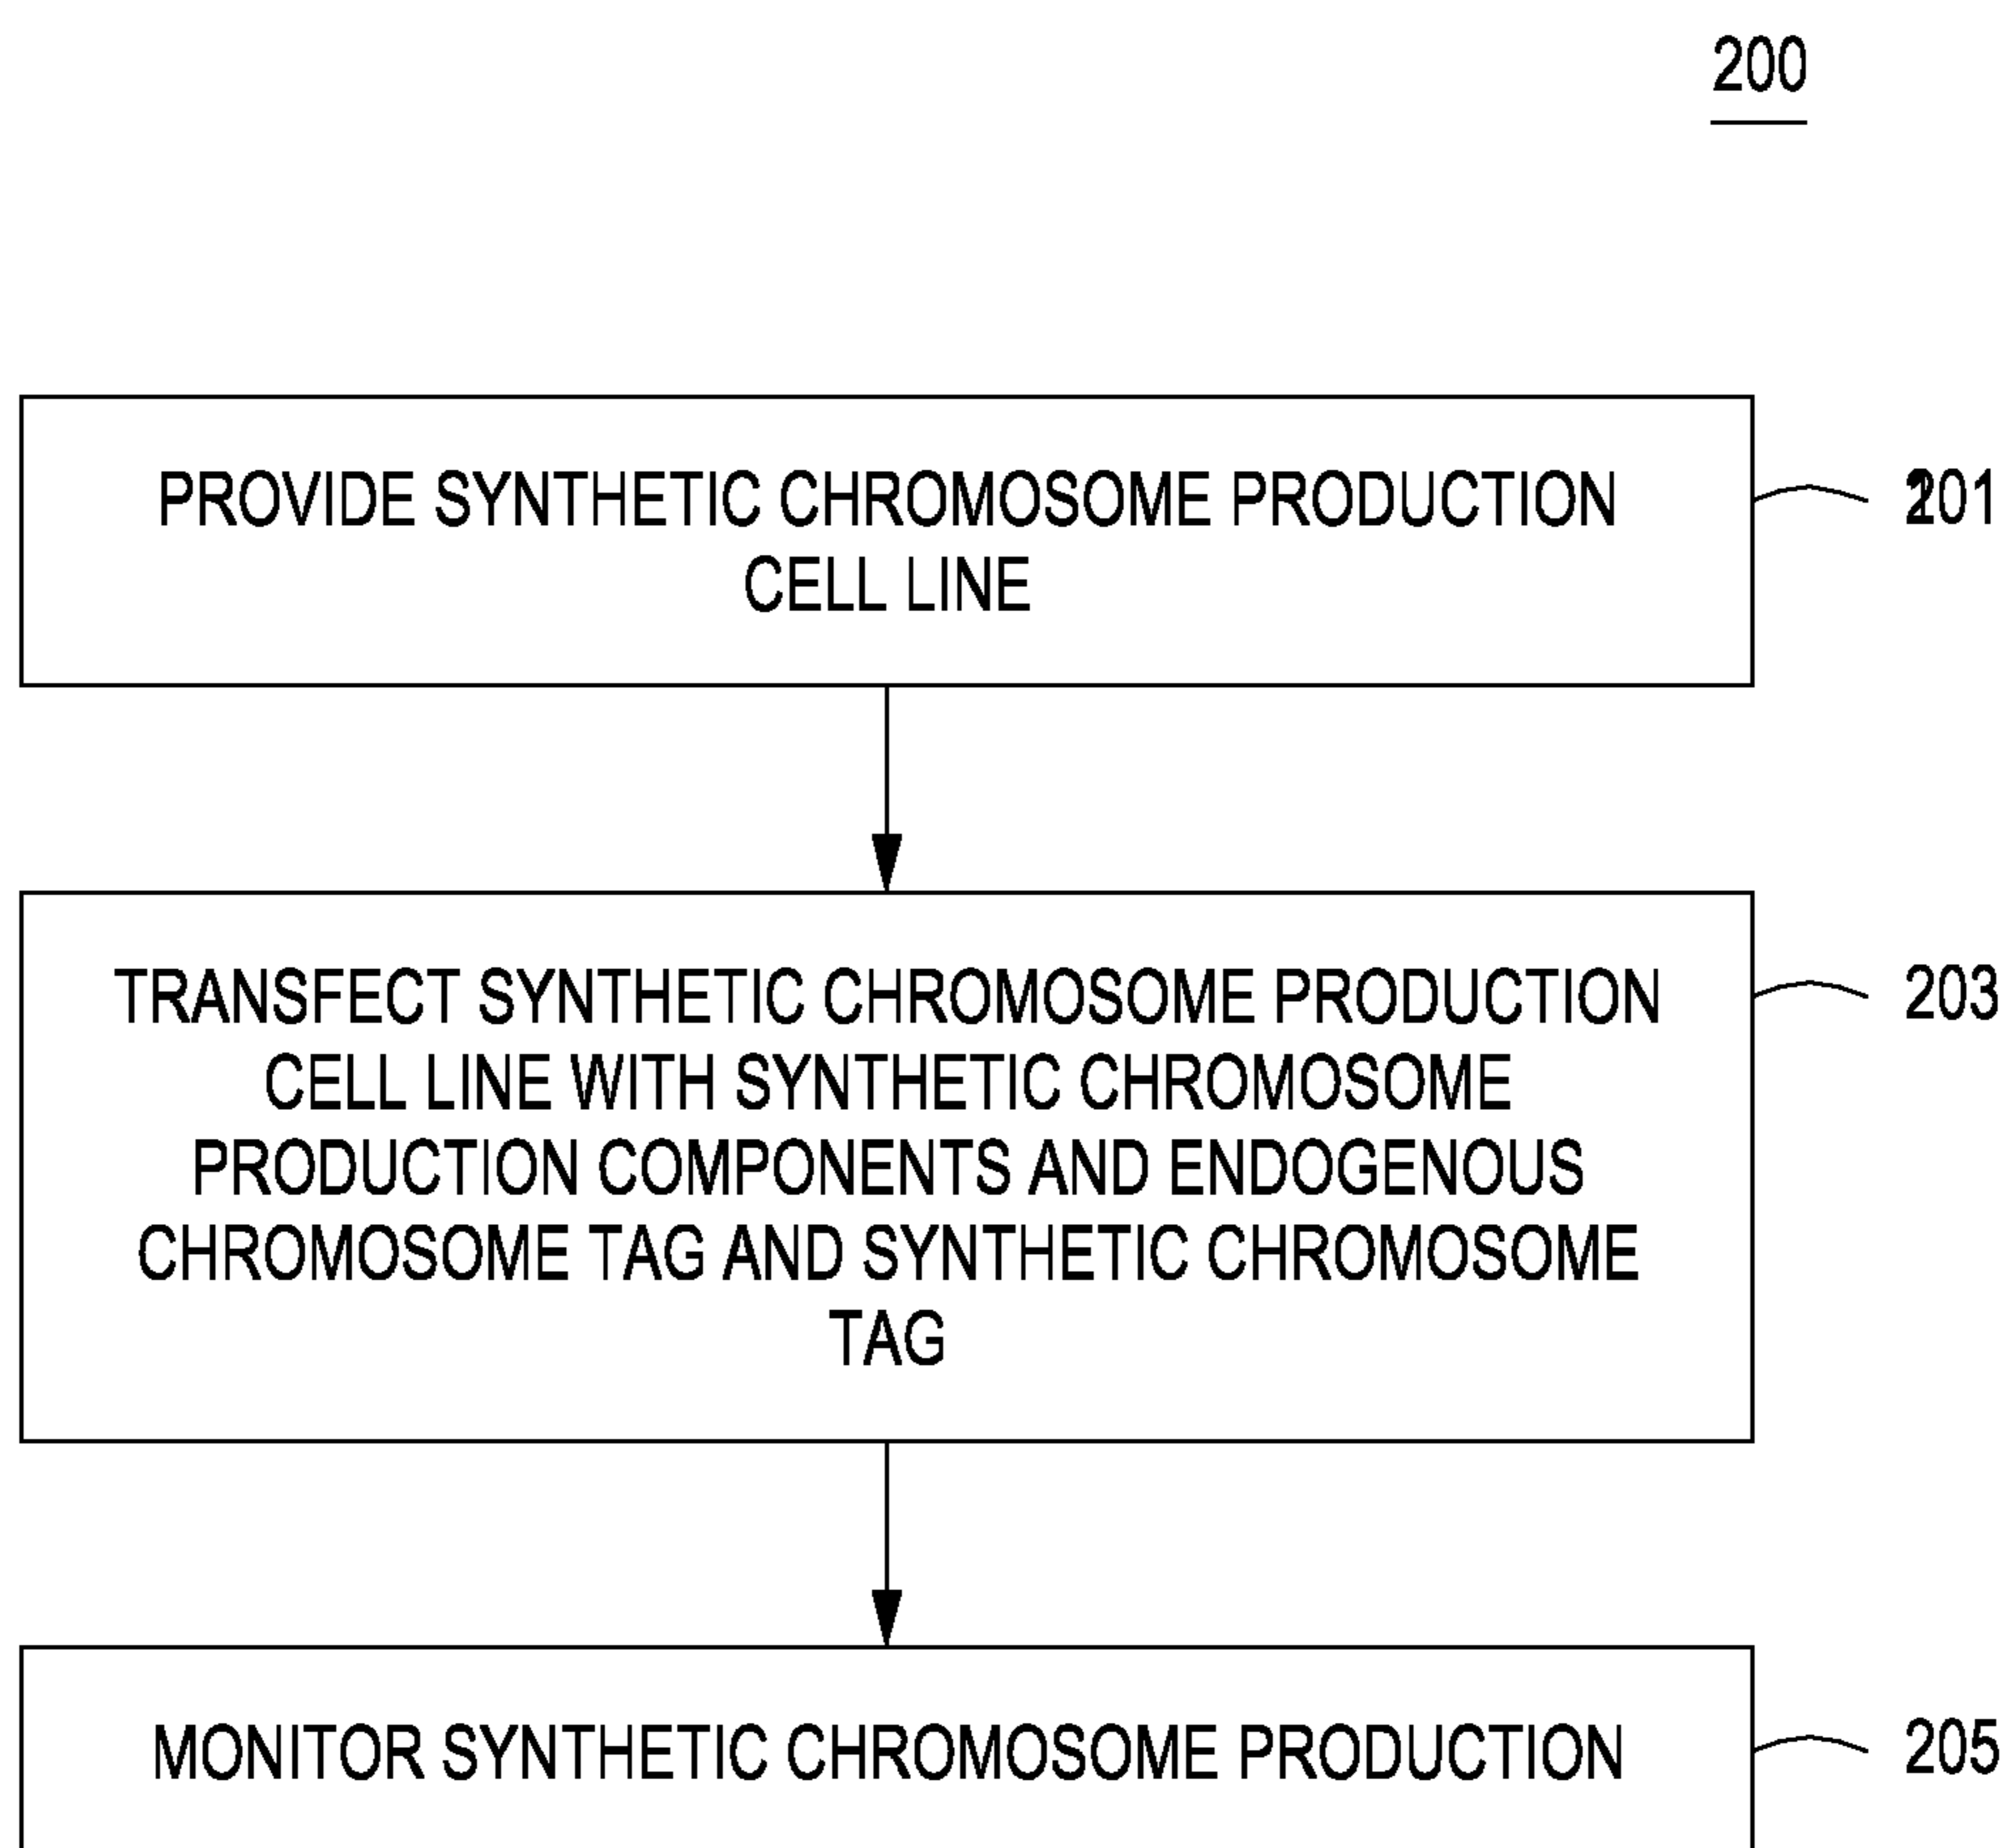 200
PROVIDE SYNTHETIC CHROMOSOME PRODUCTION
CELL LINE
201
TRANSFECT SYNTHETIC CHROMOSOME PRODUCTION
CELL LINE WITH SYNTHETIC CHROMOSOME
PRODUCTION COMPONENTS AND ENDOGENOUS
CHROMOSOME TAG AND SYNTHETIC CHROMOSOME
TAG
203
MONITOR SYNTHETIC CHROMOSOME PRODUCTION
205